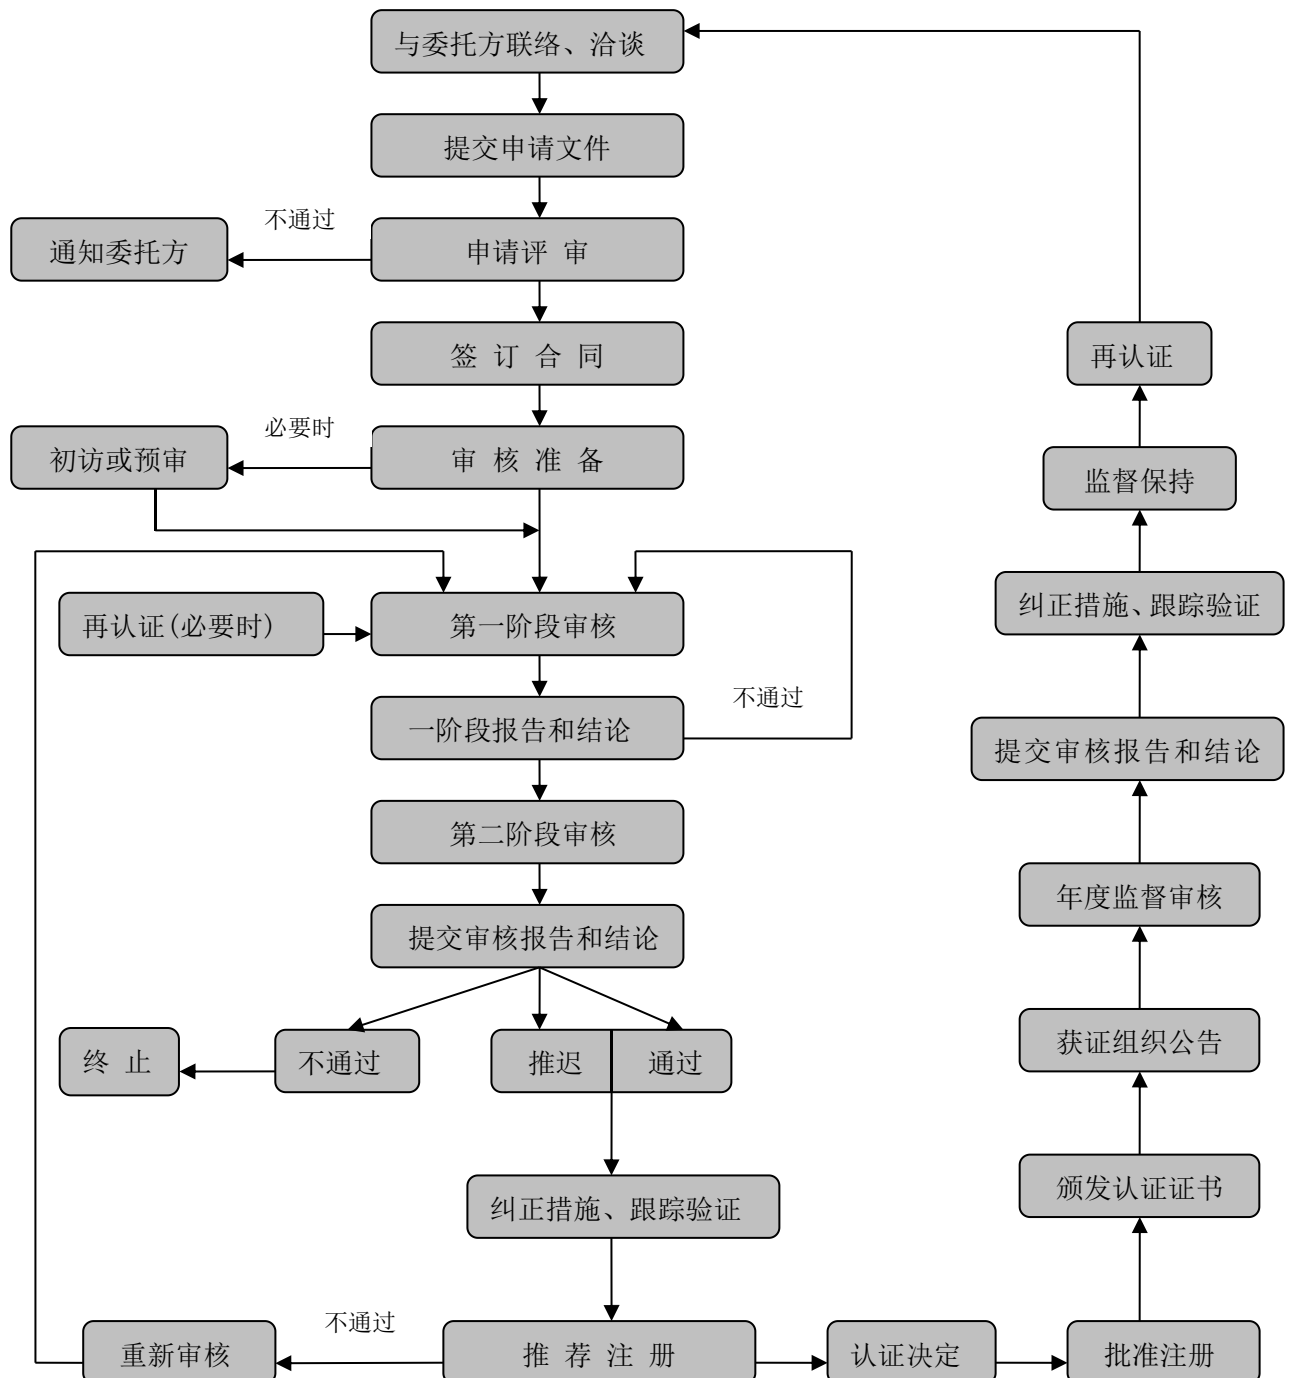 与委托方联络、洽谈
提交申请文件
不通过
通知委托方
申请评 审
签 订 合 同
再认证
必要时
初访或预审
审 核 准 备
监督保持
再认证(必要时)
第一阶段审核
纠正措施、跟踪验证
不通过
一阶段报告和结论
提交审核报告和结论
第二阶段审核
年度监督审核
提交审核报告和结论
终 止
不通过
推迟
通过
获证组织公告
纠正措施、跟踪验证
颁发认证证书
不通过
重新审核
推 荐 注 册
认证决定
批准注册